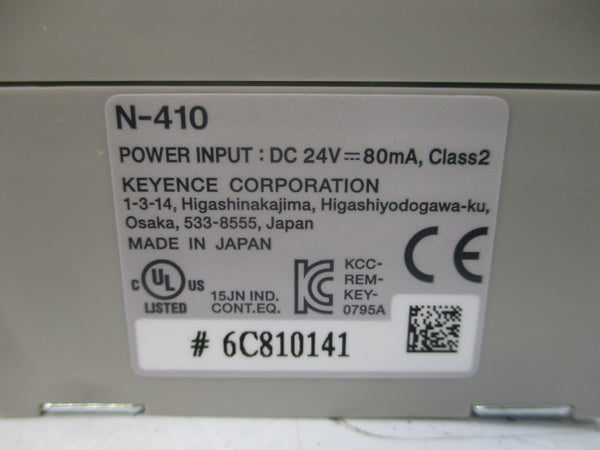 N-410
POWER INPUT : DC 24V⎓80mA, Class2
KEYENCE CORPORATION
1-3-14, Higashinakajima, Higashiyodogawa-ku,
Osaka, 533-8555, Japan
MADE IN JAPAN
C UL US
LISTED
15JN IND.
CONT.EQ.
KCC-
REM-
KEY-
0795A
CE
# 6C810141